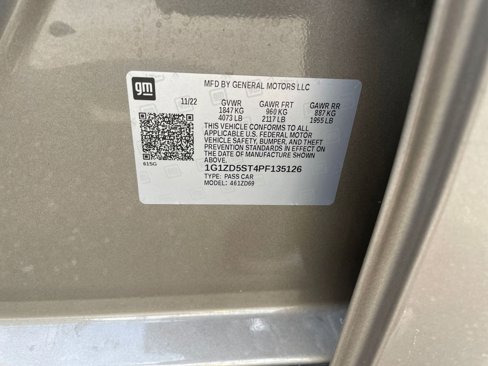 gm
MFD BY GENERAL MOTORS LLC
11/22 GVWR GAWR FRT GAWR RR
1847 KG 960 KG 887 KG
4073 LB 2117 LB 1955 LB
THIS VEHICLE CONFORMS TO ALL
APPLICABLE U.S. FEDERAL MOTOR
VEHICLE SAFETY, BUMPER, AND THEFT
PREVENTION STANDARDS IN EFFECT ON
THE DATE OF MANUFACTURE SHOWN
ABOVE.
61SG
1G1ZD5ST4PF135126
TYPE: PASS CAR
MODEL: 461ZD69